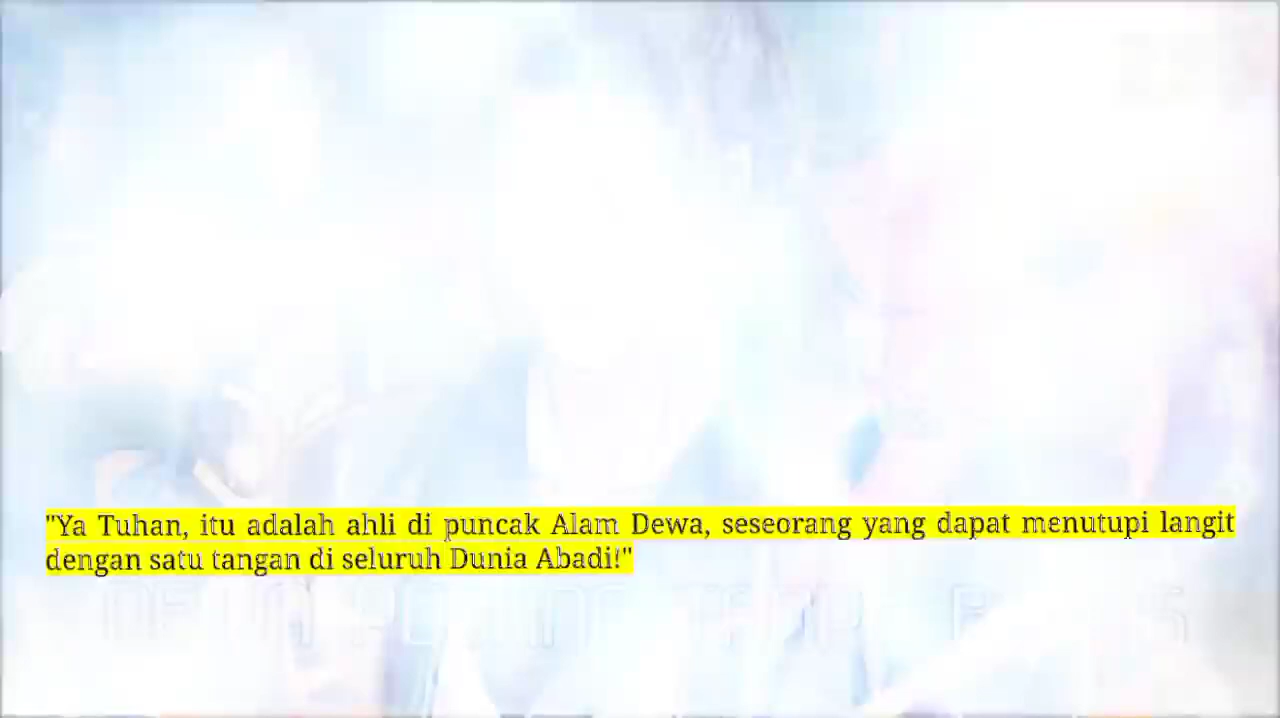 "Ya Tuhan, itu adalah ahli di puncak Alam Dewa, seseorang yang dapat menutupi langit
dengan satu tangan di seluruh Dunia Abadi!"